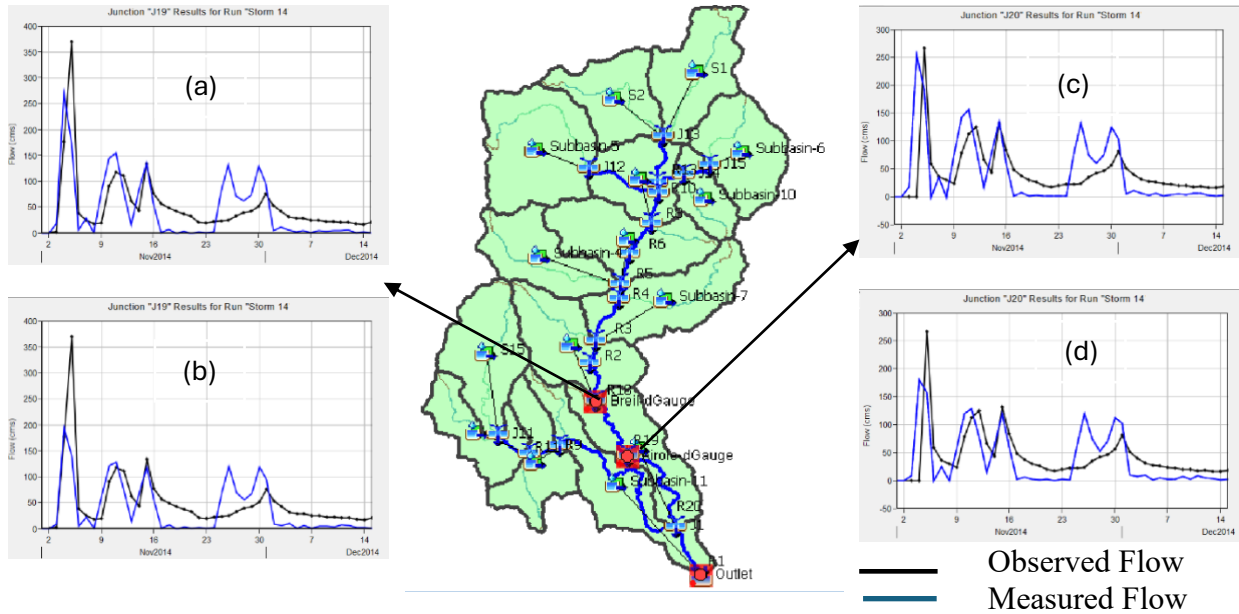 Junction "J19" Results for Run "Storm 14
400
350
300
250
200
150
100
50
0
Flow (cms)
(a)
2 9 16 23 30 7 14
Nov2014 Dec2014
Junction "J19" Results for Run "Storm 14
400
350
300
250
200
150
100
50
0
Flow (cms)
(b)
2 9 16 23 30 7 14
Nov2014 Dec2014
S1
S2
J13
Subbasin-5
J12
J15
Subbasin-6
R10
Subbasin-10
R6
Subbasin-4
R5
R4
Subbasin-7
R3
R2
S15
R18
BreildGauge
J11
R19
Subbasin-11
R20
J1
Outlet
Junction "J20" Results for Run "Storm 14
300
250
200
150
100
50
0
-50
Flow (cms)
(c)
2 9 16 23 30 7 14
Nov2014 Dec2014
Junction "J20" Results for Run "Storm 14
300
250
200
150
100
50
0
-50
Flow (cms)
(d)
2 9 16 23 30 7 14
Nov2014 Dec2014
Observed Flow
Measured Flow